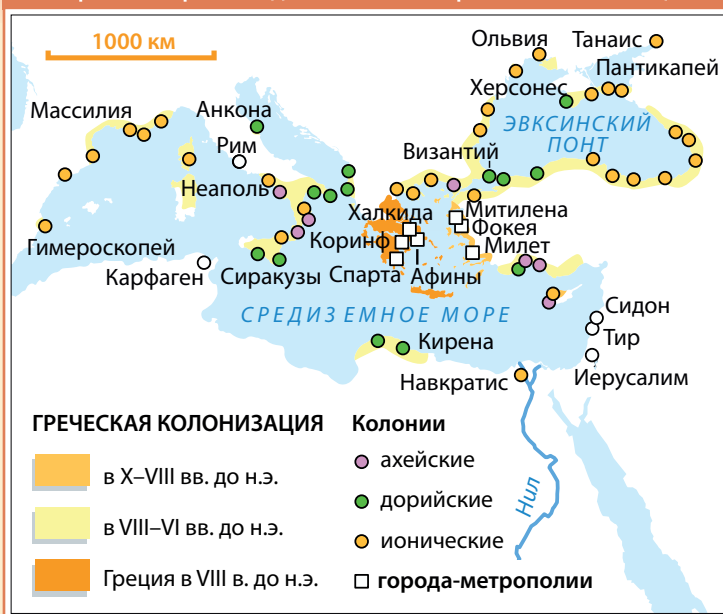 1000 км
Ольвия
Танаис
Пантикапей
Херсонес
Массилия
Анкона
Рим
ЭВКСИНСКИЙ
ПОНТ
Византий
Неаполь
Халкида
Митилена
Фокея
Гимероскопей
Коринф
Милет
Карфаген
Сиракузы
Спарта
Афины
СРЕДИЗ ЕМНОЕ МОРЕ
Сидон
Кирена
Тир
Навкратис
Иерусалим
ГРЕЧЕСКАЯ КОЛОНИЗАЦИЯ
в X–VIII вв. до н.э.
в VIII–VI вв. до н.э.
Греция в VIII в. до н.э.
Колонии
ахейские
дорийские
ионические
города-метрополии
Нил